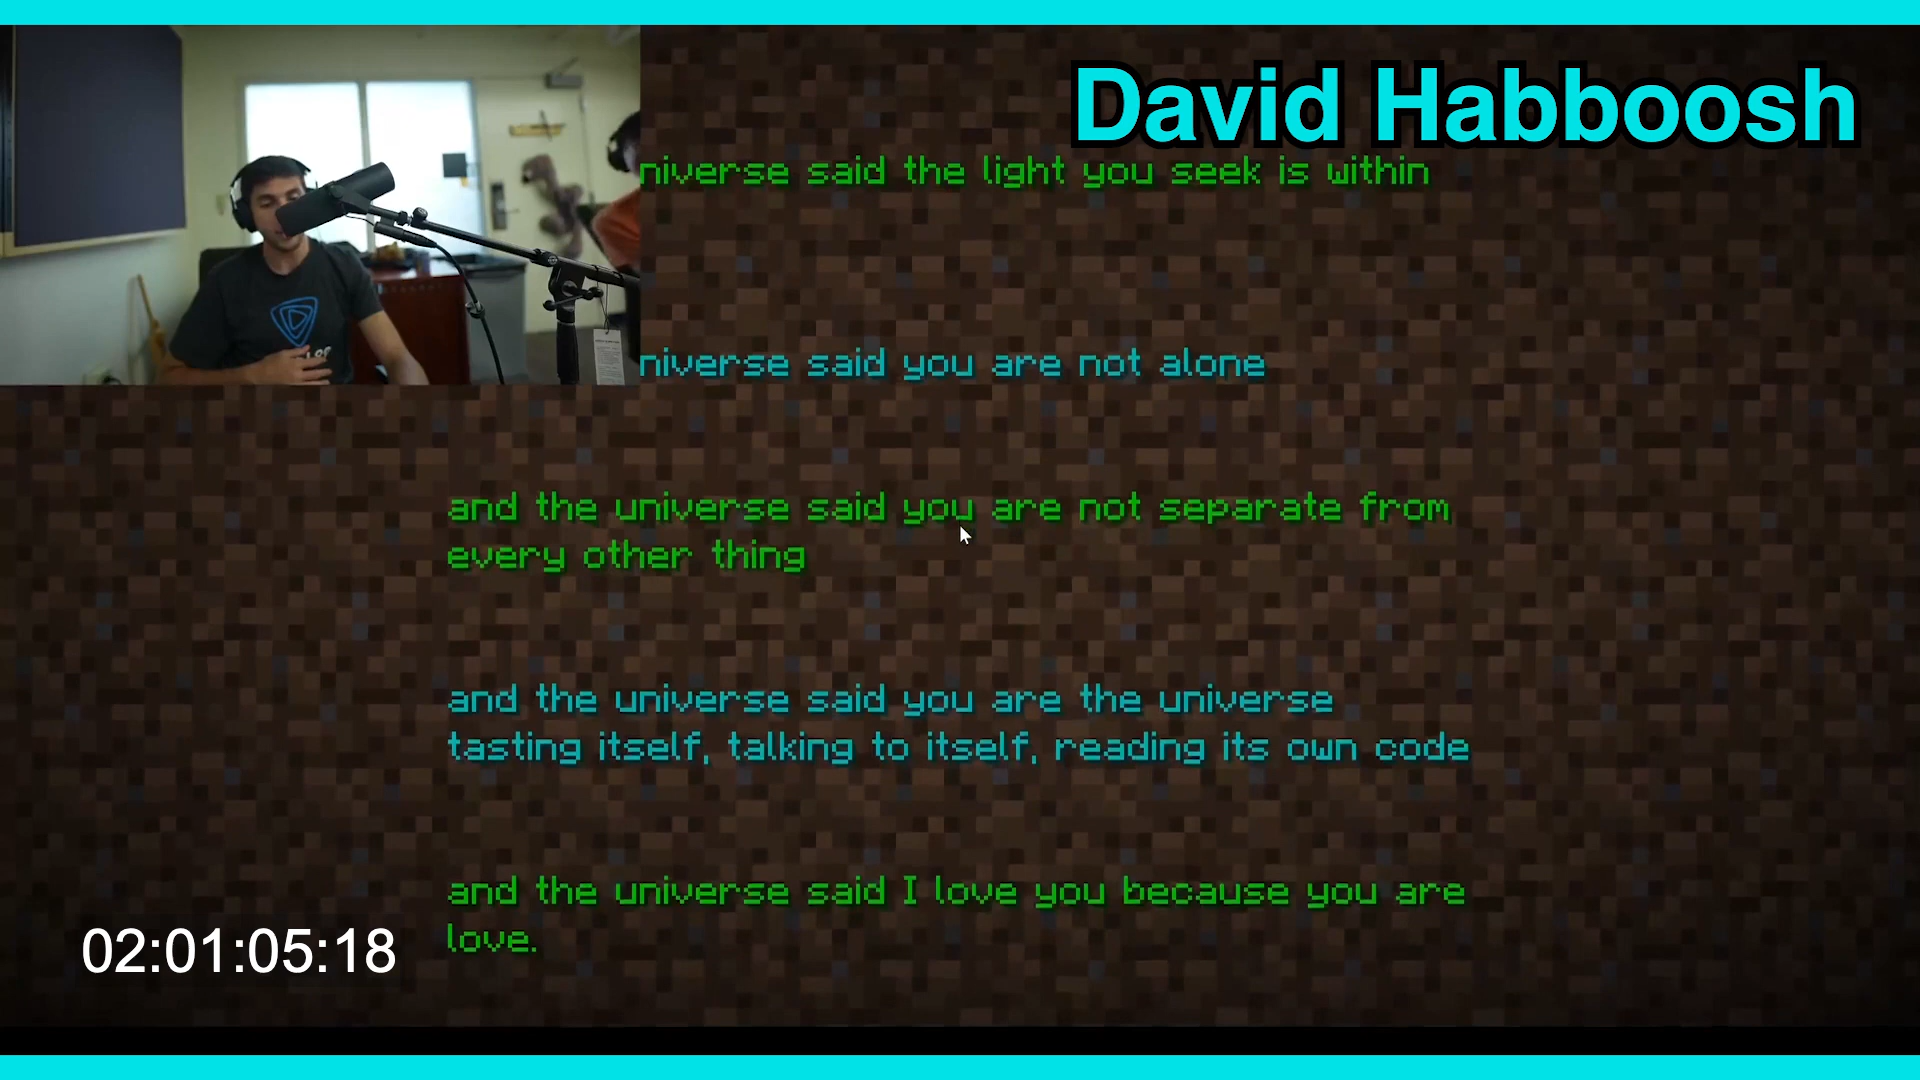 David Habboosh
niverse said the light you seek is within
niverse said you are not alone
and the universe said you are not separate from
every other thing
and the universe said you are the universe
tasting itself, talking to itself, reading its own code
and the universe said I love you because you are
love.
02:01:05:18